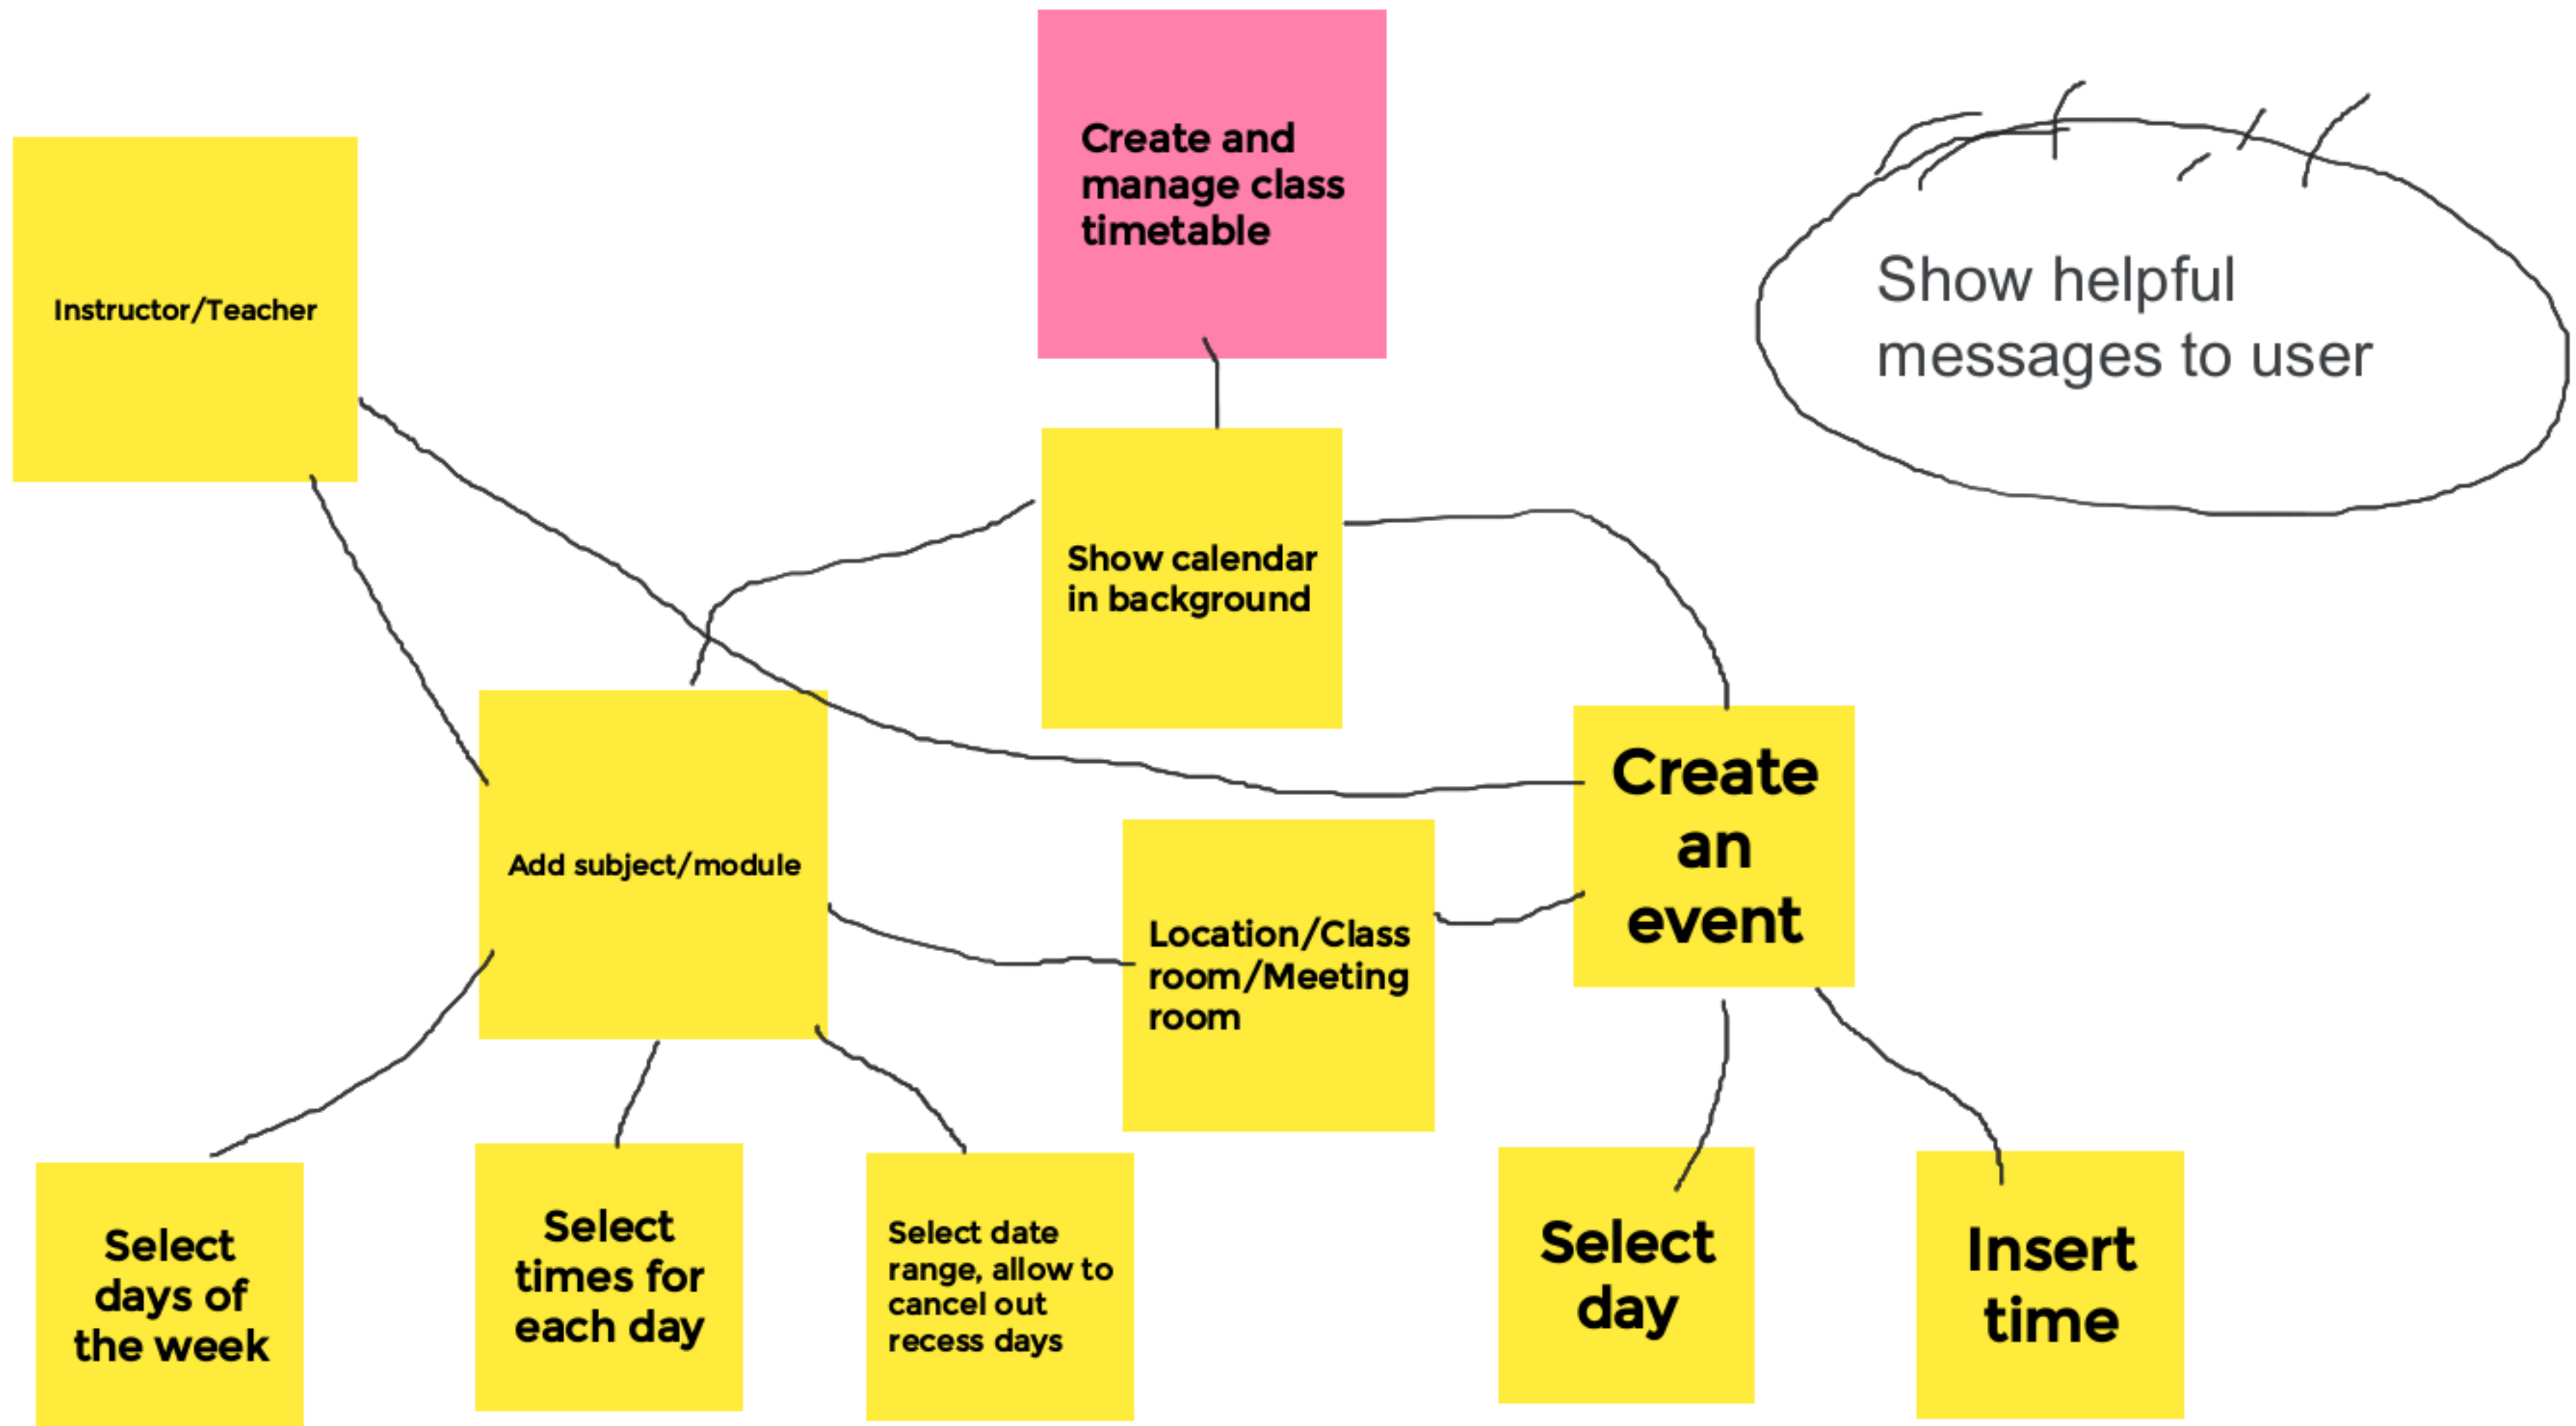 Create and
manage class
timetable
Instructor/Teacher
Show helpful
messages to user
Show calendar
in background
Add subject/module
Create
an
event
Location/Class
room/Meeting
room
Select
days of
the week
Select
times for
each day
Select date
range, allow to
cancel out
recess days
Select
day
Insert
time